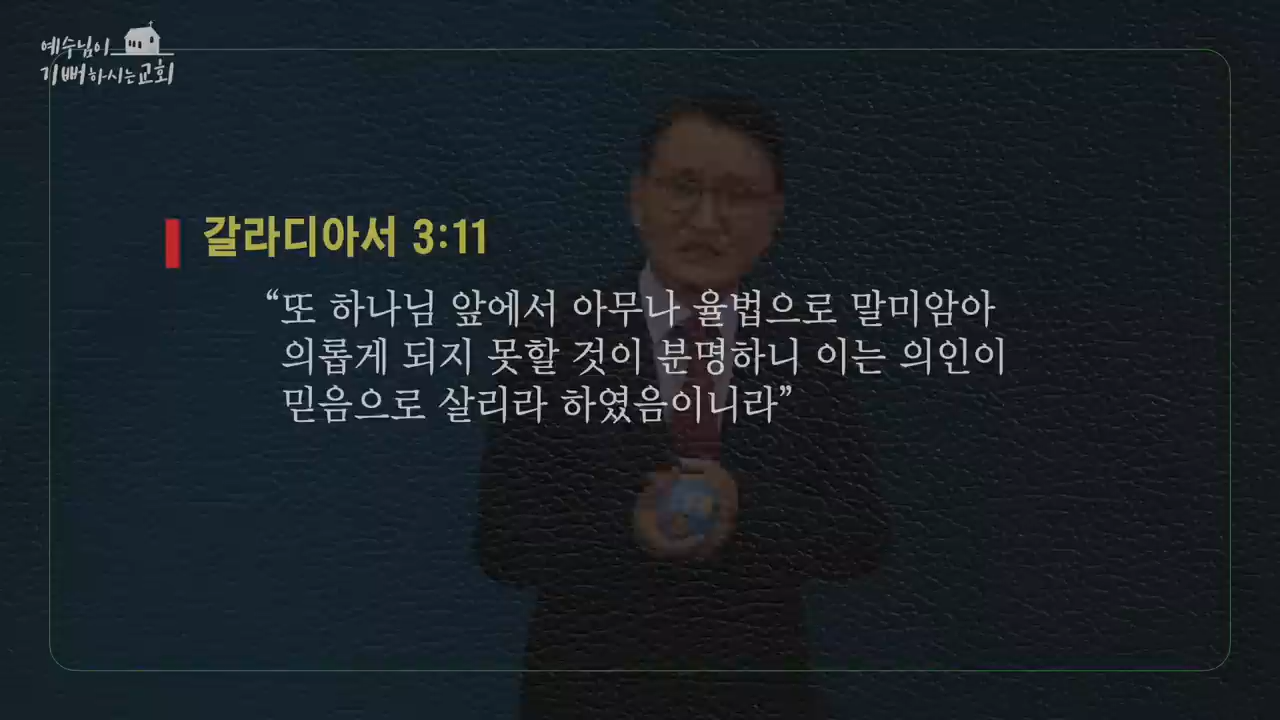 예수님이
기뻐하시는교회
갈라디아서 3:11
“또 하나님 앞에서 아무나 율법으로 말미암아
의롭게 되지 못할 것이 분명하니 이는 의인이
믿음으로 살리라 하였음이니라”